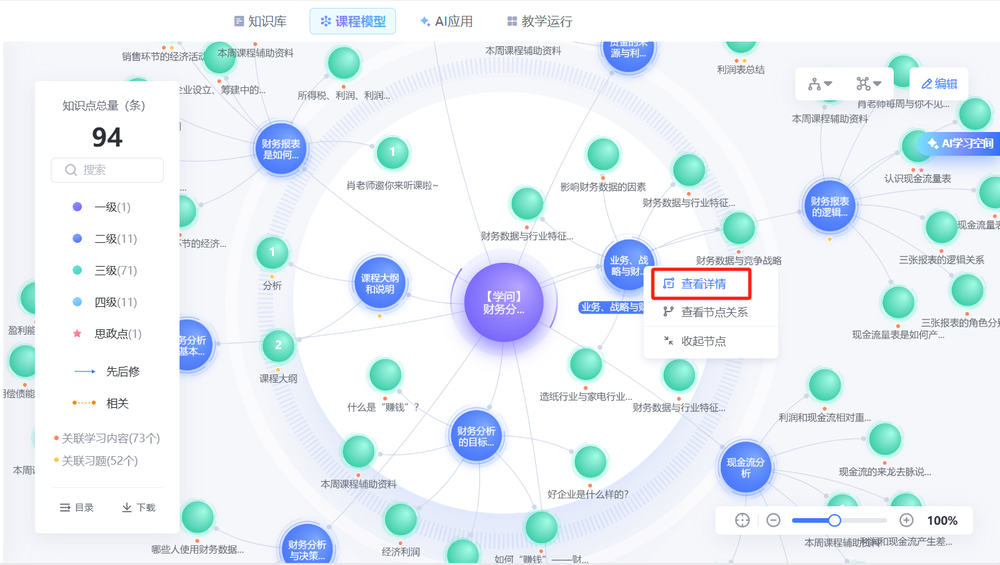 知识库
课程模型
AI应用
教学运行
销售环节的经济活动
本周课程辅助资料
本周课程辅助资料
资金的来
源与利...
利润表总结
企业设立、筹建中的...
所得税、利润、利润...
编辑
肖老师每周与你不见...
本周课程辅助资料
知识点总量（条）
94
搜索
一级(1)
二级(11)
三级(71)
四级(11)
思政点(1)
先后修
相关
关联学习内容(73个)
关联习题(52个)
目录
下载
财务报表
是如何...
1
肖老师邀你来听课啦~
影响财务数据的因素
财务数据与行业特征...
AI学习空间
认识现金流量表
财务报表
的逻辑...
现金流量表
财务数据与行业特征...
环节的经济...
1
分析
课程大纲
和说明
【学问】
财务分...
业务、战
略与财...
业务、战略与财
财务数据与竞争战略
查看详情
查看节点关系
收起节点
三张报表的逻辑关系
三张报表的角色分别
现金流量表是如何产...
盈利能
务分析
基本...
2
课程大纲
偿债能
什么是“赚钱”？
造纸行业与家电行业...
财务数据与行业特征...
利润和现金流相对重...
财务分析
的目标...
现金流分
析
现金流的来龙去脉说...
本周课程辅助资料
本周
好企业是什么样的?
哪些人使用财务数据...
财务分析
与决策...
经济利润
如何“赚钱”——财...
100%
本周课程辅助资料
利润和现金流产生差...